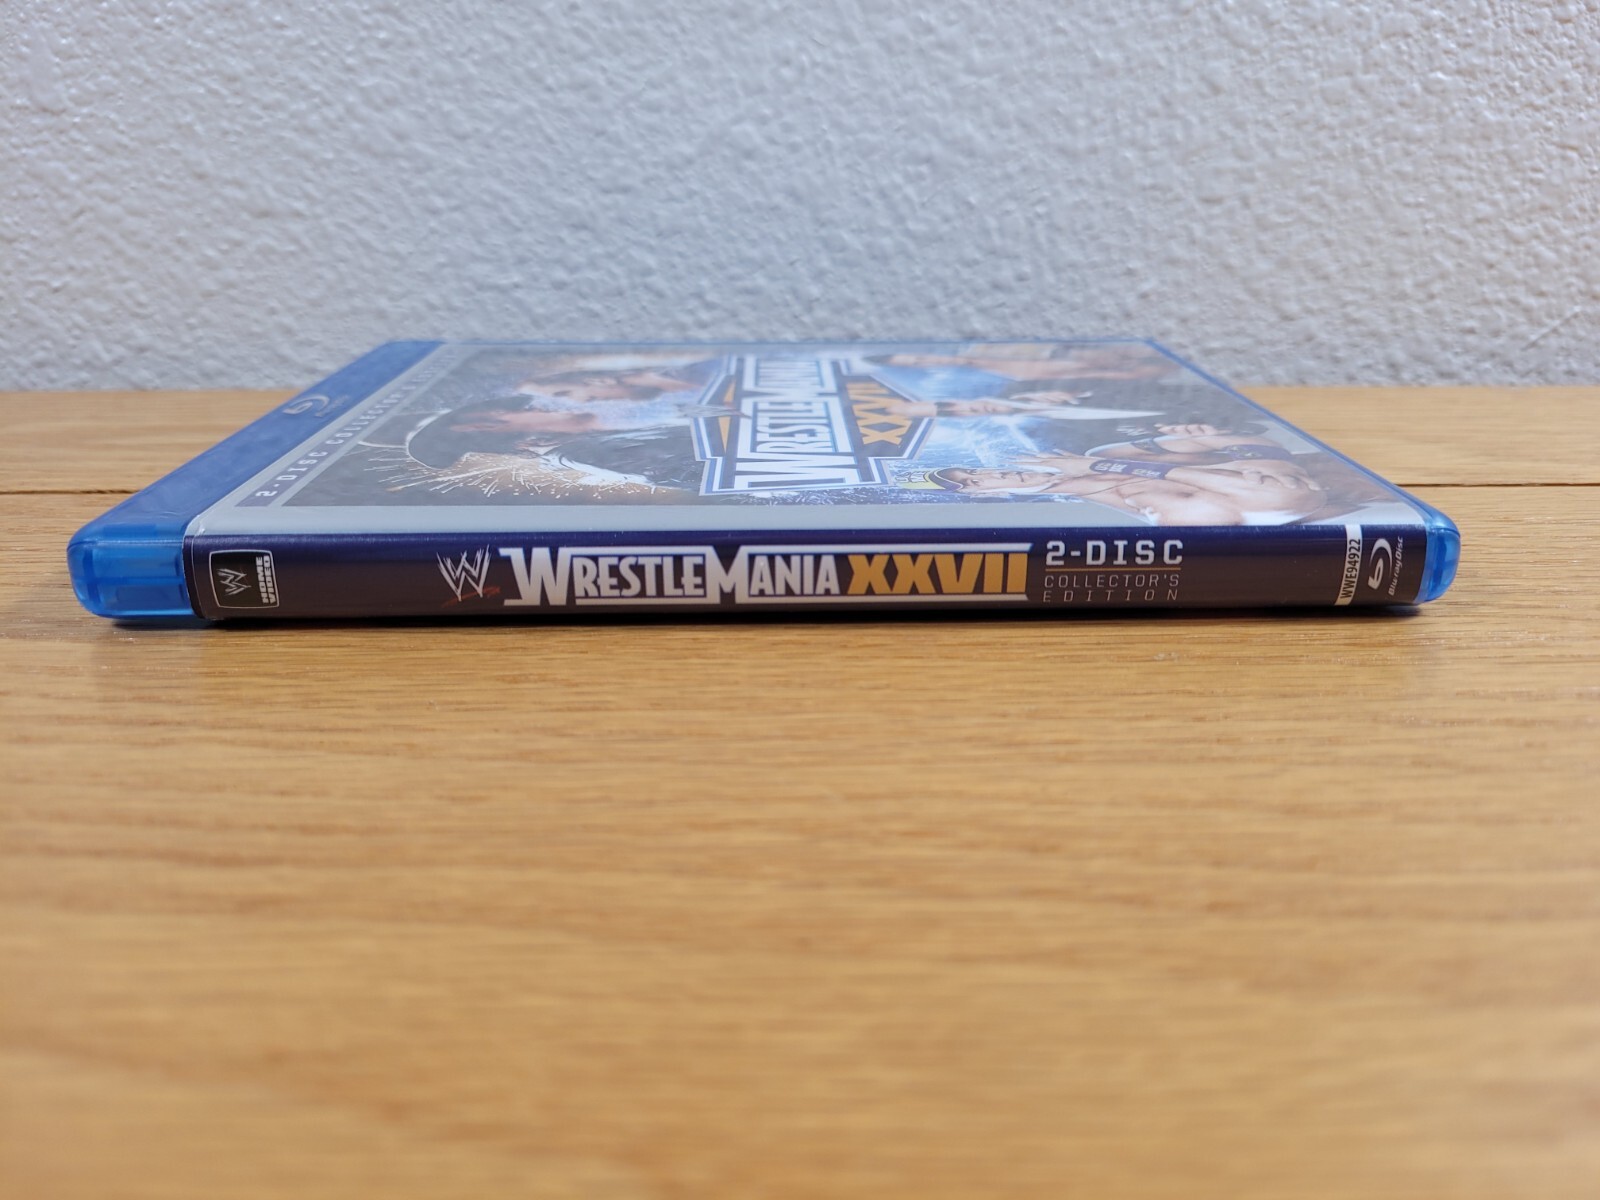 2-DISC COLLECTOR'S EDITION
WRESTLEMANIA
XXVII
W
HOME
VIDEO
W
WRESTLEMANIA XXVII
2-DISC
COLLECTOR'S
EDITION
WWE94922
Blu-ray Disc